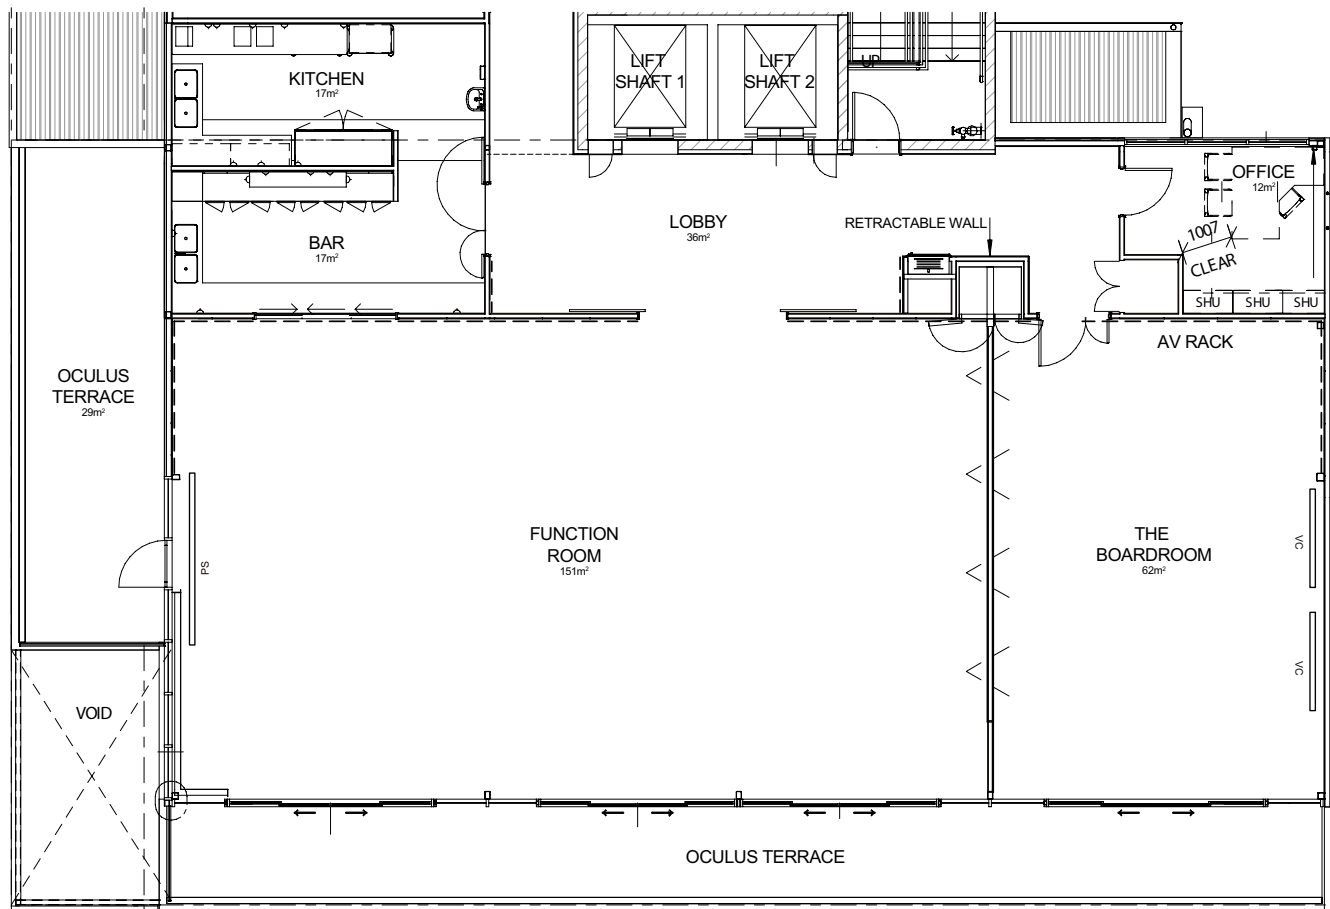 KITCHEN
17m²
LIFT
SHAFT 1
LIFT
SHAFT 2
UP
OFFICE
12m²
LOBBY
36m²
RETRACTABLE WALL
1007
CLEAR
BAR
17m²
SHU
SHU
SHU
AV RACK
OCULUS
TERRACE
29m²
FUNCTION
ROOM
151m²
THE
BOARDROOM
62m²
PS
VC
VC
VOID
OCULUS TERRACE